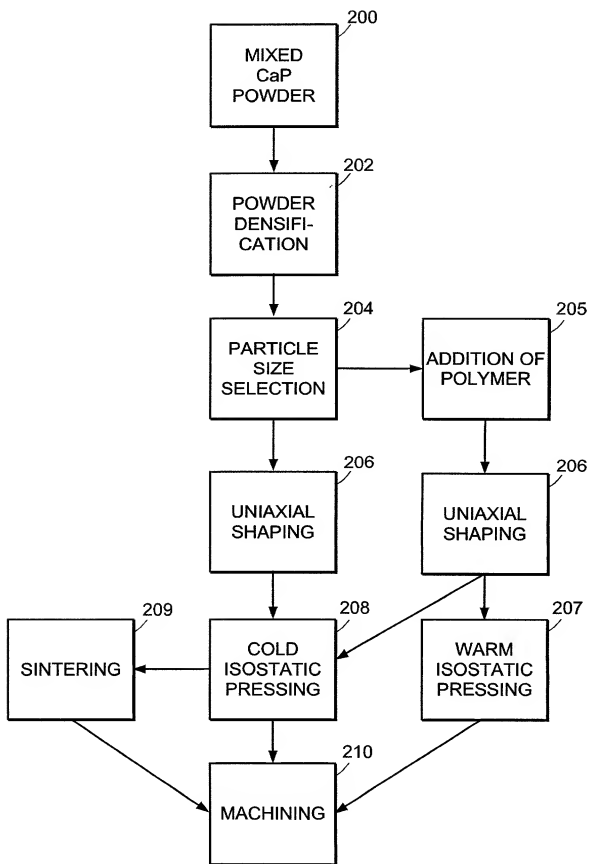 200
MIXED
CaP
POWDER
202
POWDER
DENSIFI-
CATION
204
PARTICLE
SIZE
SELECTION
205
ADDITION OF
POLYMER
206
UNIAXIAL
SHAPING
206
UNIAXIAL
SHAPING
209
SINTERING
208
COLD
ISOSTATIC
PRESSING
207
WARM
ISOSTATIC
PRESSING
210
MACHINING